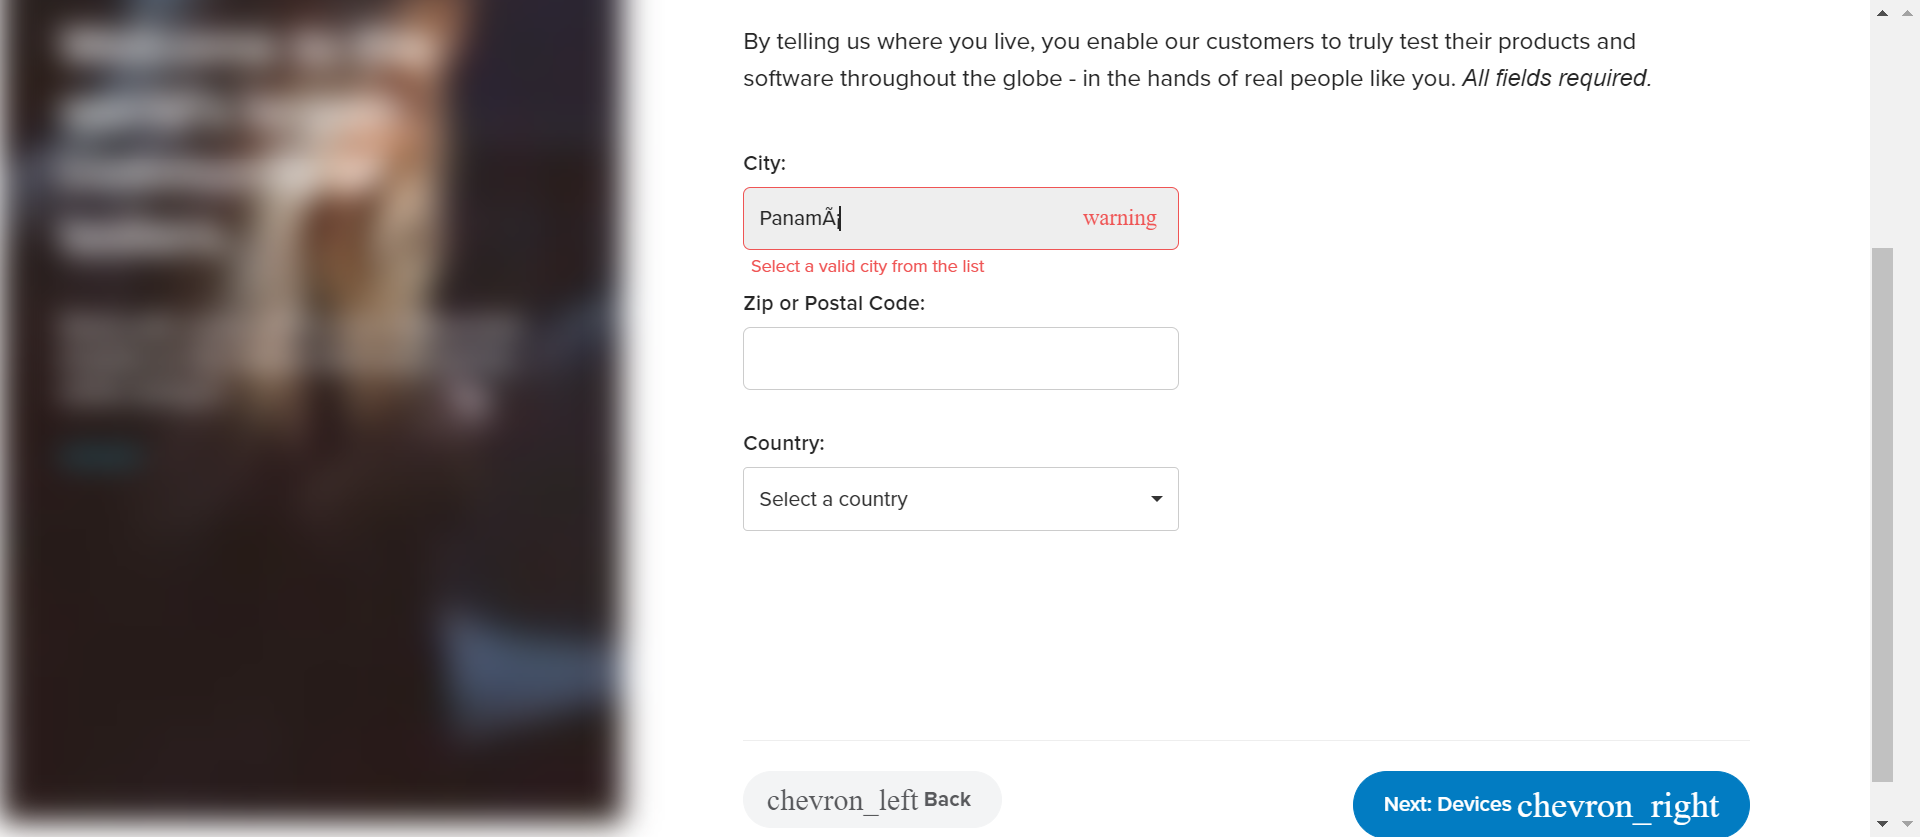 By telling us where you live, you enable our customers to truly test their products and
software throughout the globe - in the hands of real people like you. All fields required.
City:
PanamÃ¡
warning
Select a valid city from the list
Zip or Postal Code:
Country:
Select a country
chevron_left Back
Next: Devices chevron_right